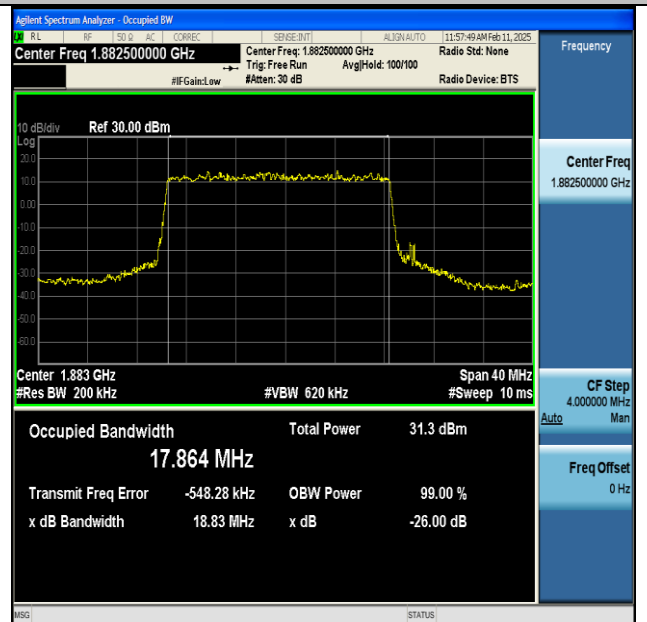 Agilent Spectrum Analyzer - Occupied BW
RL RF 50 Ω AC CORREC SENSE:INT ALIGN AUTO 11:57:49 AM Feb 11, 2025
Center Freq 1.882500000 GHz
Center Freq: 1.882500000 GHz
Radio Std: None
Trig: Free Run Avg|Hold: 100/100
#IFGain:Low #Atten: 30 dB Radio Device: BTS
Frequency
10 dB/div Ref 30.00 dBm
Log
20.0
10.0
0.00
-10.0
-20.0
-30.0
-40.0
-50.0
-60.0
Center 1.883 GHz Span 40 MHz
#Res BW 200 kHz #VBW 620 kHz #Sweep 10 ms
Center Freq
1.882500000 GHz
CF Step
4.000000 MHz
Auto Man
Freq Offset
0 Hz
Occupied Bandwidth Total Power 31.3 dBm
17.864 MHz
Transmit Freq Error -548.28 kHz OBW Power 99.00 %
x dB Bandwidth 18.83 MHz x dB -26.00 dB
MSG STATUS